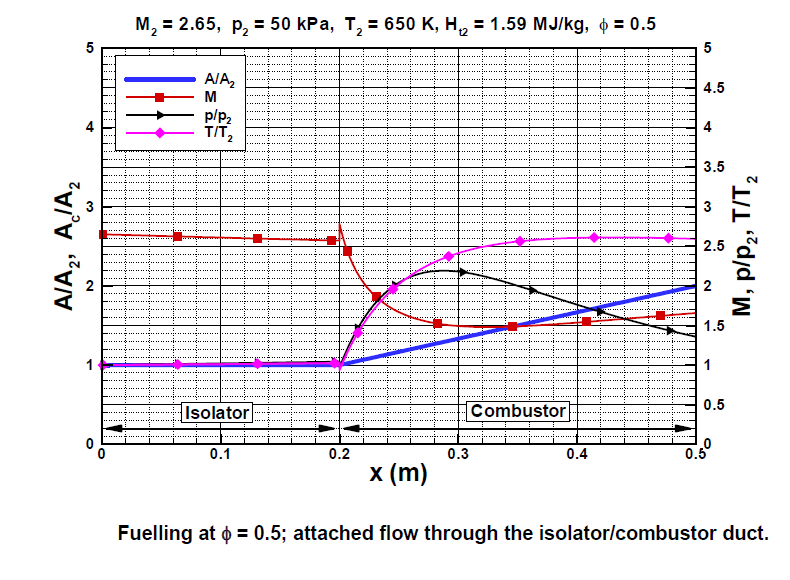 M₂ = 2.65, p₂ = 50 kPa, T₂ = 650 K, Hₜ₂ = 1.59 MJ/kg, ϕ = 0.5
A/A₂
M
p/p₂
T/T₂
5
4
3
2
1
0
A/A₂, A_c/A₂
5
4.5
4
3.5
3
2.5
2
1.5
1
0.5
0
M, p/p₂, T/T₂
Isolator
Combustor
0 0.1 0.2 0.3 0.4 0.5
x (m)
Fuelling at ϕ = 0.5; attached flow through the isolator/combustor duct.